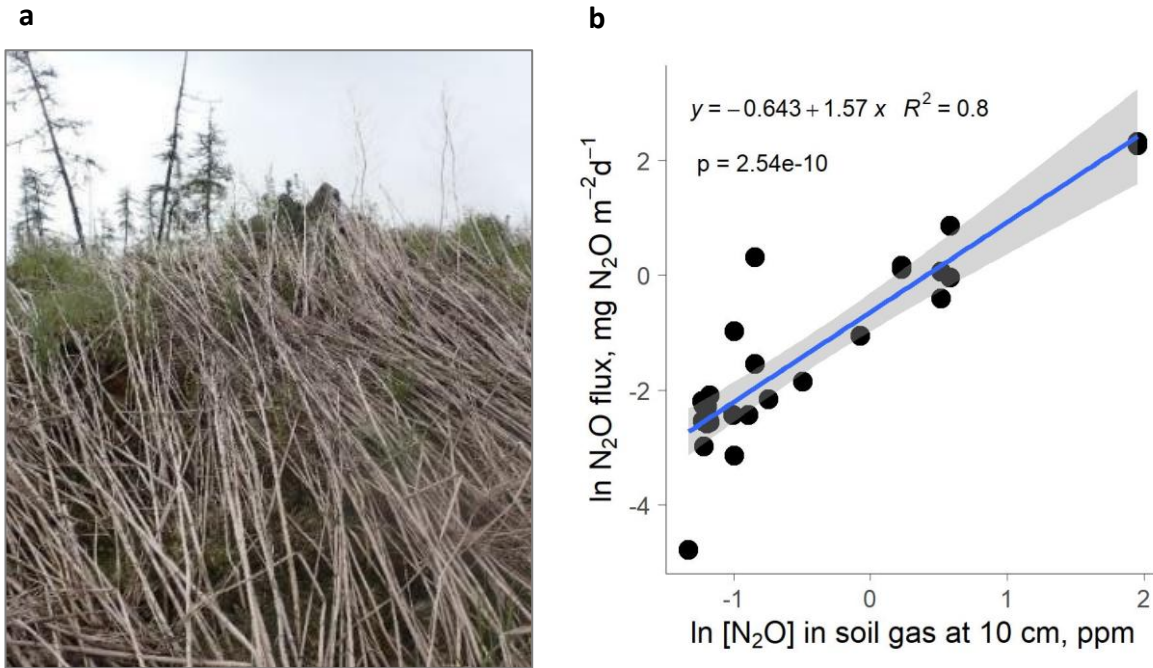 a
b
y = −0.643 + 1.57 x R² = 0.8
p = 2.54e-10
ln N₂O flux, mg N₂O m⁻²d⁻¹
2
0
-2
-4
-1
0
1
2
ln [N₂O] in soil gas at 10 cm, ppm